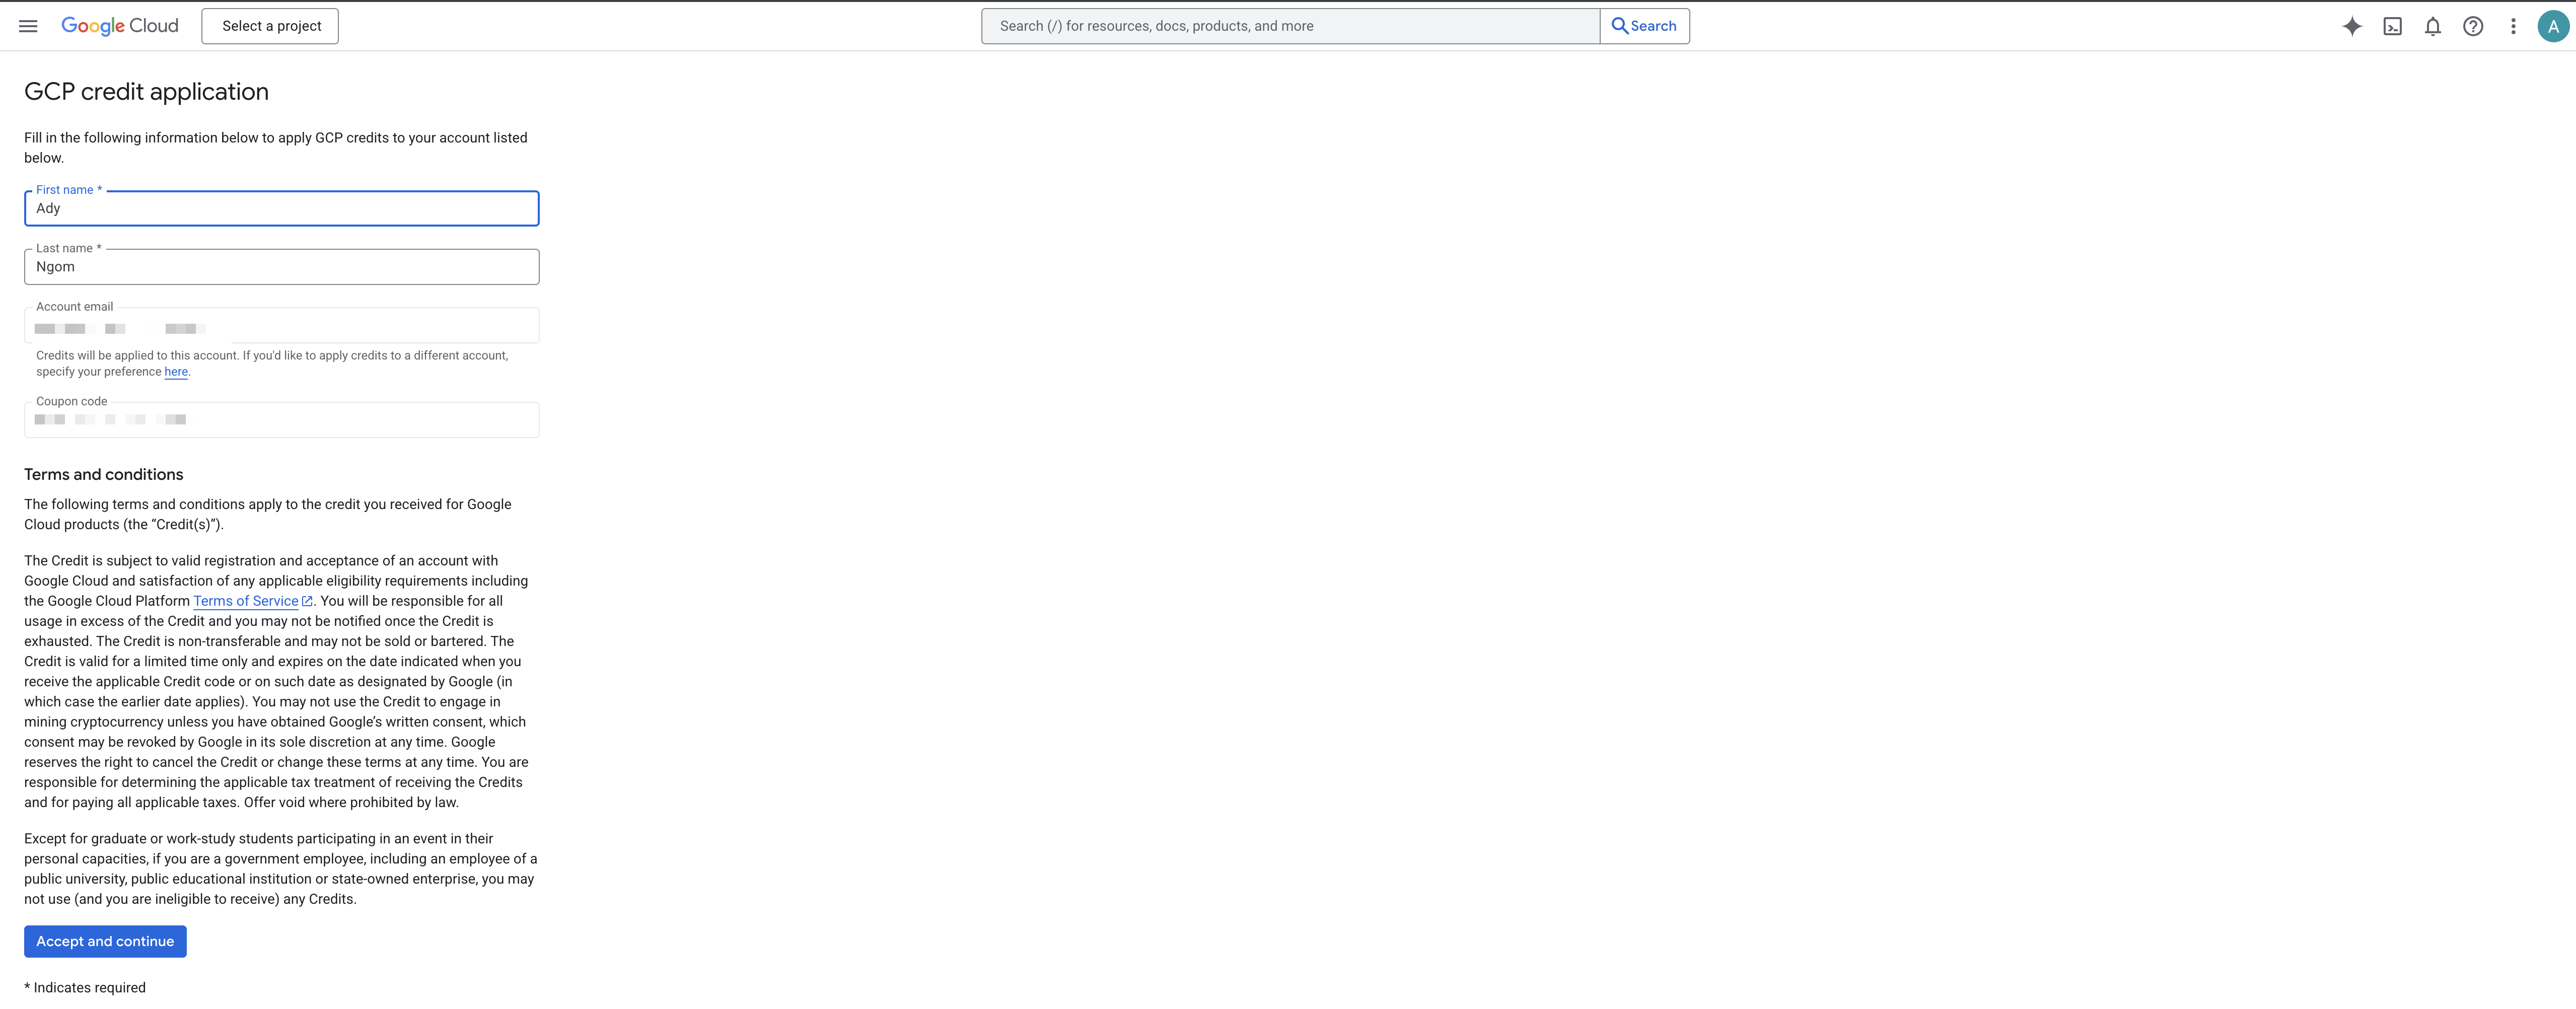 Google Cloud
Select a project
Search (/) for resources, docs, products, and more
Search
A
GCP credit application
Fill in the following information below to apply GCP credits to your account listed
below.
First name *
Ady
Last name *
Ngom
Account email
Credits will be applied to this account. If you'd like to apply credits to a different account,
specify your preference here.
Coupon code
Terms and conditions
The following terms and conditions apply to the credit you received for Google
Cloud products (the “Credit(s)”).
The Credit is subject to valid registration and acceptance of an account with
Google Cloud and satisfaction of any applicable eligibility requirements including
the Google Cloud Platform Terms of Service. You will be responsible for all
usage in excess of the Credit and you may not be notified once the Credit is
exhausted. The Credit is non-transferable and may not be sold or bartered. The
Credit is valid for a limited time only and expires on the date indicated when you
receive the applicable Credit code or on such date as designated by Google (in
which case the earlier date applies). You may not use the Credit to engage in
mining cryptocurrency unless you have obtained Google’s written consent, which
consent may be revoked by Google in its sole discretion at any time. Google
reserves the right to cancel the Credit or change these terms at any time. You are
responsible for determining the applicable tax treatment of receiving the Credits
and for paying all applicable taxes. Offer void where prohibited by law.
Except for graduate or work-study students participating in an event in their
personal capacities, if you are a government employee, including an employee of a
public university, public educational institution or state-owned enterprise, you may
not use (and you are ineligible to receive) any Credits.
Accept and continue
* Indicates required